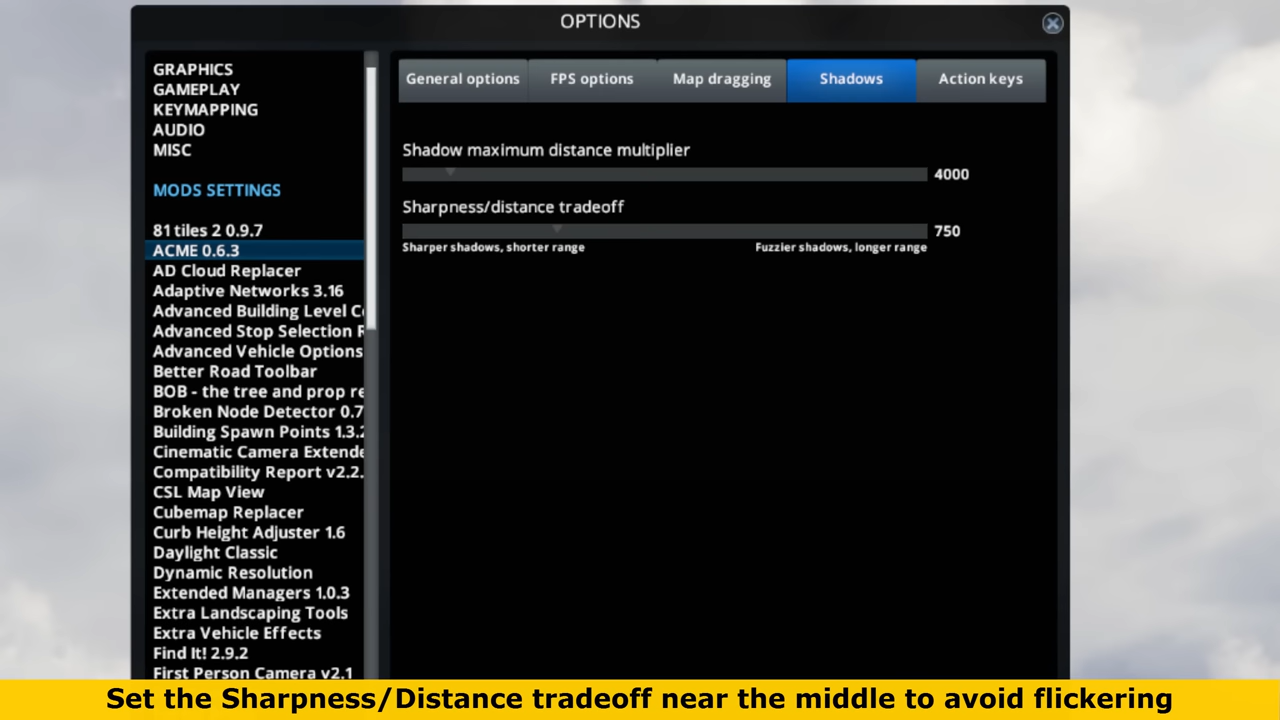 OPTIONS
GRAPHICS
GAMEPLAY
KEYMAPPING
AUDIO
MISC
MODS SETTINGS
81 tiles 2 0.9.7
ACME 0.6.3
AD Cloud Replacer
Adaptive Networks 3.16
Advanced Building Level C
Advanced Stop Selection R
Advanced Vehicle Options
Better Road Toolbar
BOB - the tree and prop re
Broken Node Detector 0.7
Building Spawn Points 1.3.2
Cinematic Camera Extende
Compatibility Report v2.2.
CSL Map View
Cubemap Replacer
Curb Height Adjuster 1.6
Daylight Classic
Dynamic Resolution
Extended Managers 1.0.3
Extra Landscaping Tools
Extra Vehicle Effects
Find It! 2.9.2
First Person Camera v2.1
General options
FPS options
Map dragging
Shadows
Action keys
Shadow maximum distance multiplier
4000
Sharpness/distance tradeoff
750
Sharper shadows, shorter range
Fuzzier shadows, longer range
Set the Sharpness/Distance tradeoff near the middle to avoid flickering